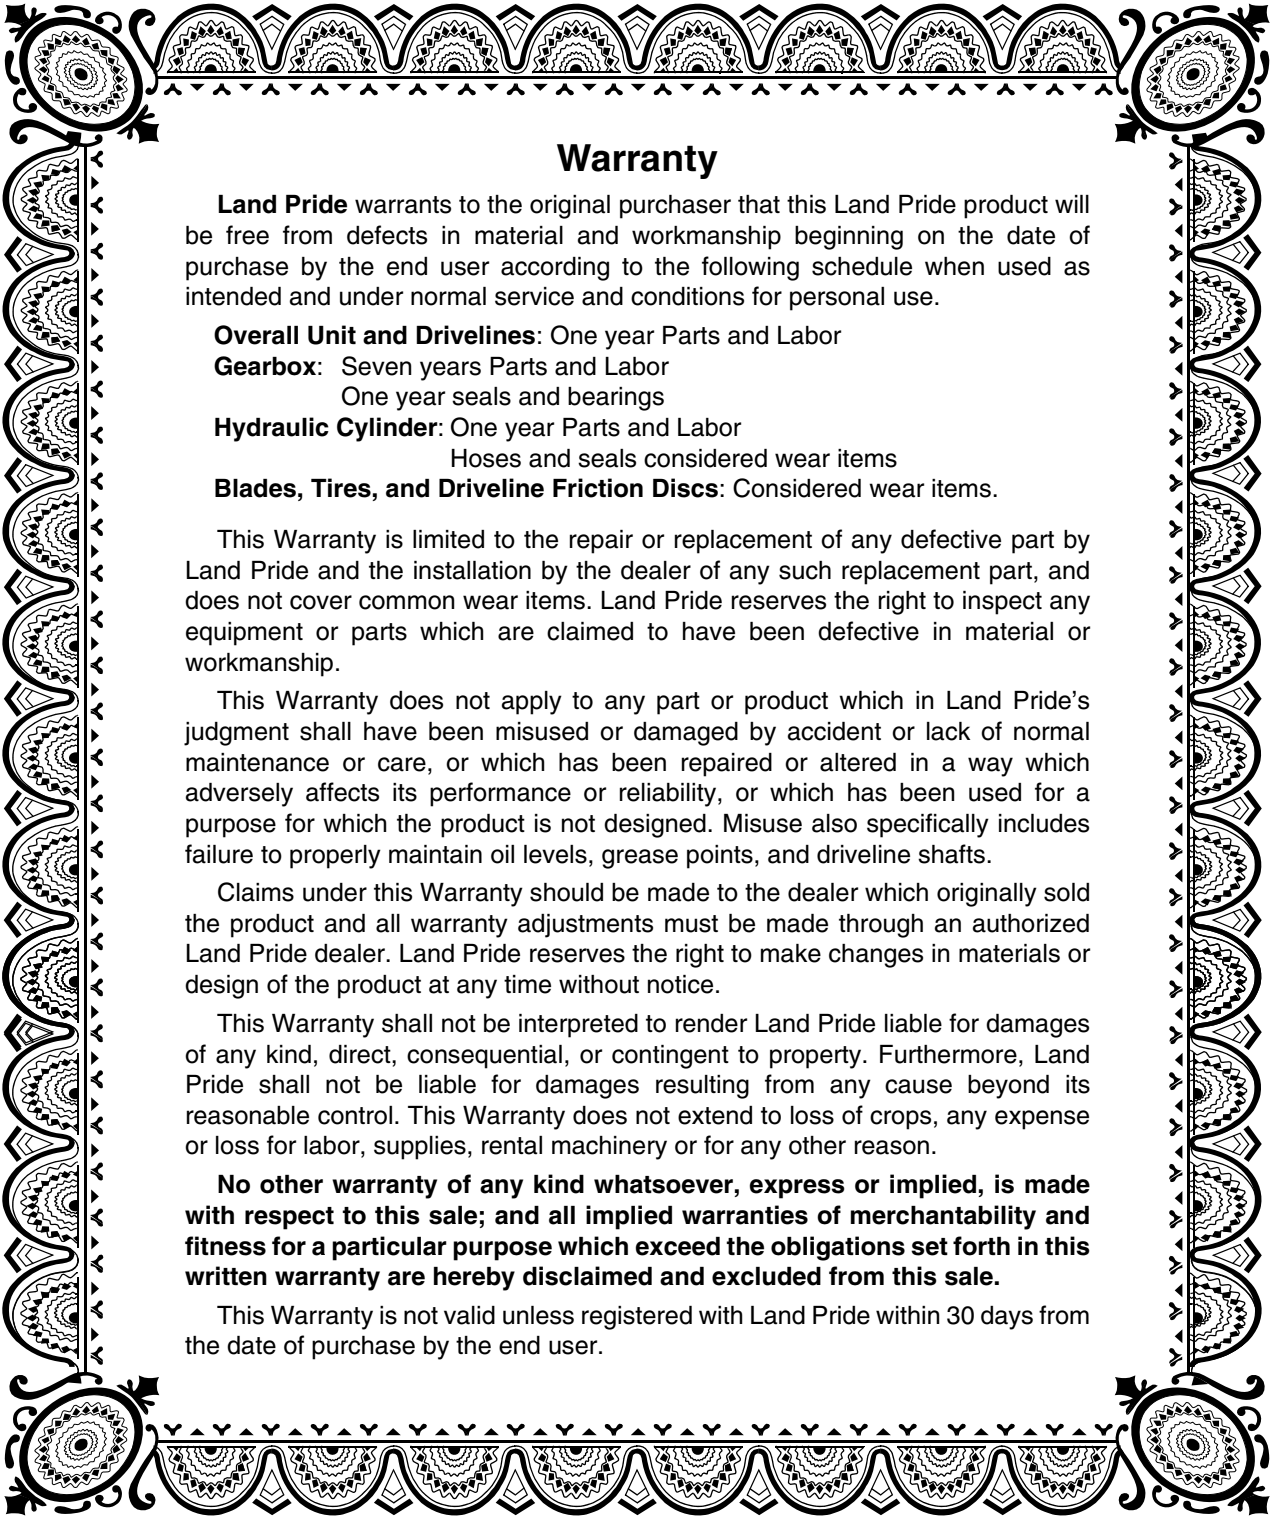 Warranty
Land Pride warrants to the original purchaser that this Land Pride product will
be free from defects in material and workmanship beginning on the date of
purchase by the end user according to the following schedule when used as
intended and under normal service and conditions for personal use.
Overall Unit and Drivelines: One year Parts and Labor
Gearbox: Seven years Parts and Labor
One year seals and bearings
Hydraulic Cylinder: One year Parts and Labor
Hoses and seals considered wear items
Blades, Tires, and Driveline Friction Discs: Considered wear items.
This Warranty is limited to the repair or replacement of any defective part by
Land Pride and the installation by the dealer of any such replacement part, and
does not cover common wear items. Land Pride reserves the right to inspect any
equipment or parts which are claimed to have been defective in material or
workmanship.
This Warranty does not apply to any part or product which in Land Pride’s
judgment shall have been misused or damaged by accident or lack of normal
maintenance or care, or which has been repaired or altered in a way which
adversely affects its performance or reliability, or which has been used for a
purpose for which the product is not designed. Misuse also specifically includes
failure to properly maintain oil levels, grease points, and driveline shafts.
Claims under this Warranty should be made to the dealer which originally sold
the product and all warranty adjustments must be made through an authorized
Land Pride dealer. Land Pride reserves the right to make changes in materials or
design of the product at any time without notice.
This Warranty shall not be interpreted to render Land Pride liable for damages
of any kind, direct, consequential, or contingent to property. Furthermore, Land
Pride shall not be liable for damages resulting from any cause beyond its
reasonable control. This Warranty does not extend to loss of crops, any expense
or loss for labor, supplies, rental machinery or for any other reason.
No other warranty of any kind whatsoever, express or implied, is made
with respect to this sale; and all implied warranties of merchantability and
fitness for a particular purpose which exceed the obligations set forth in this
written warranty are hereby disclaimed and excluded from this sale.
This Warranty is not valid unless registered with Land Pride within 30 days from
the date of purchase by the end user.